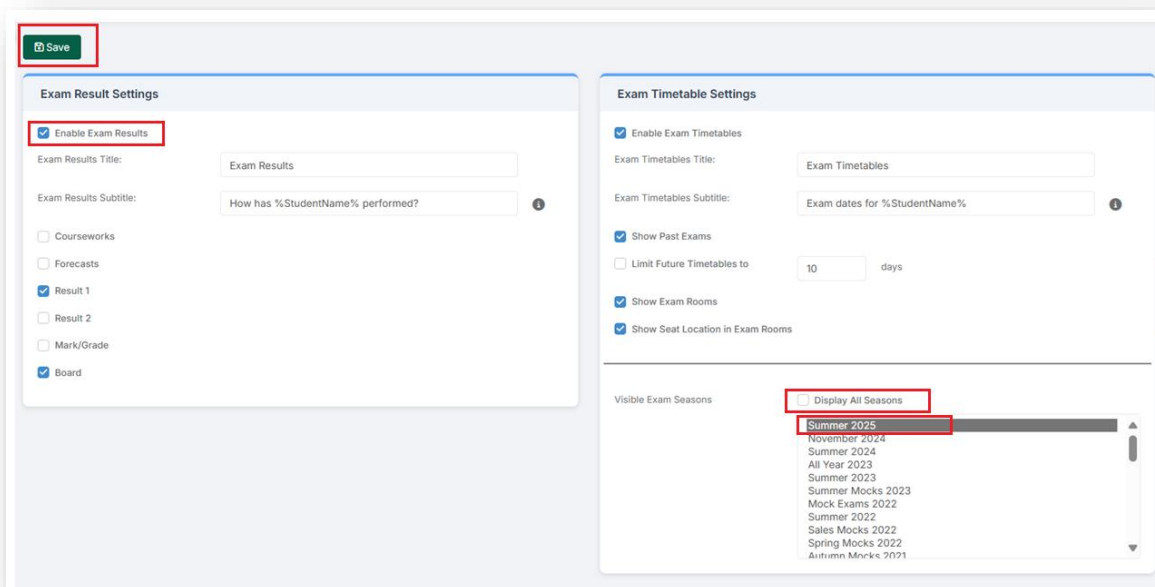 Save
Exam Result Settings
Enable Exam Results
Exam Results Title:
Exam Results
Exam Results Subtitle:
How has %StudentName% performed?
Courseworks
Forecasts
Result 1
Result 2
Mark/Grade
Board
Exam Timetable Settings
Enable Exam Timetables
Exam Timetables Title:
Exam Timetables
Exam Timetables Subtitle:
Exam dates for %StudentName%
Show Past Exams
Limit Future Timetables to 10 days
Show Exam Rooms
Show Seat Location in Exam Rooms
Visible Exam Seasons
Display All Seasons
Summer 2025
November 2024
Summer 2024
All Year 2023
Summer 2023
Summer Mocks 2023
Mock Exams 2022
Summer 2022
Sales Mocks 2022
Spring Mocks 2022
Autumn Mocks 2021